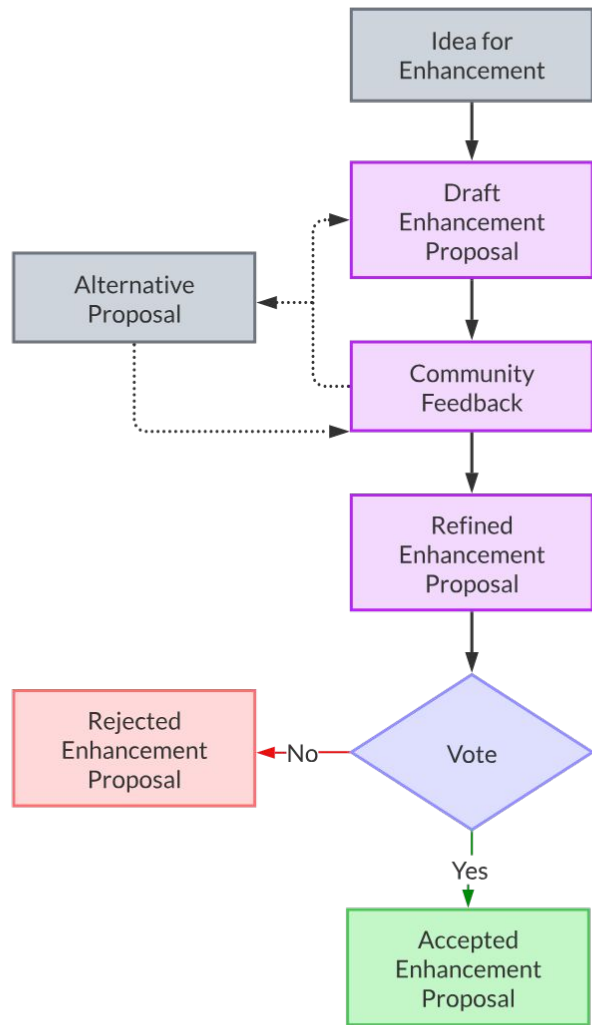 Idea for
Enhancement
Draft
Enhancement
Proposal
Alternative
Proposal
Community
Feedback
Refined
Enhancement
Proposal
Rejected
Enhancement
Proposal
No
Vote
Yes
Accepted
Enhancement
Proposal